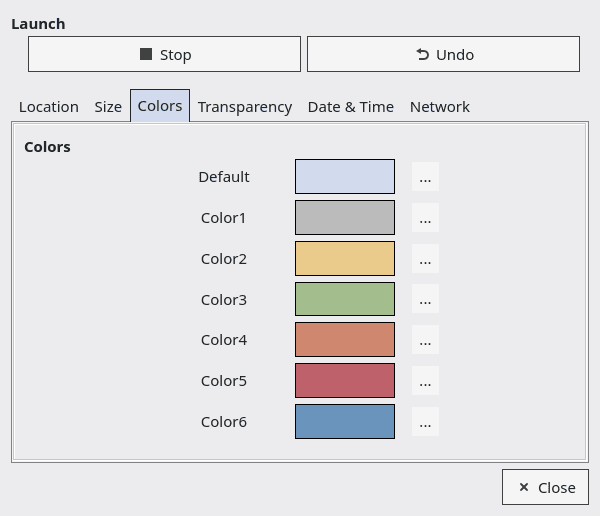 Launch
Stop Undo
Location Size Colors Transparency Date & Time Network
Colors
Default ...
Color1 ...
Color2 ...
Color3 ...
Color4 ...
Color5 ...
Color6 ...
Close